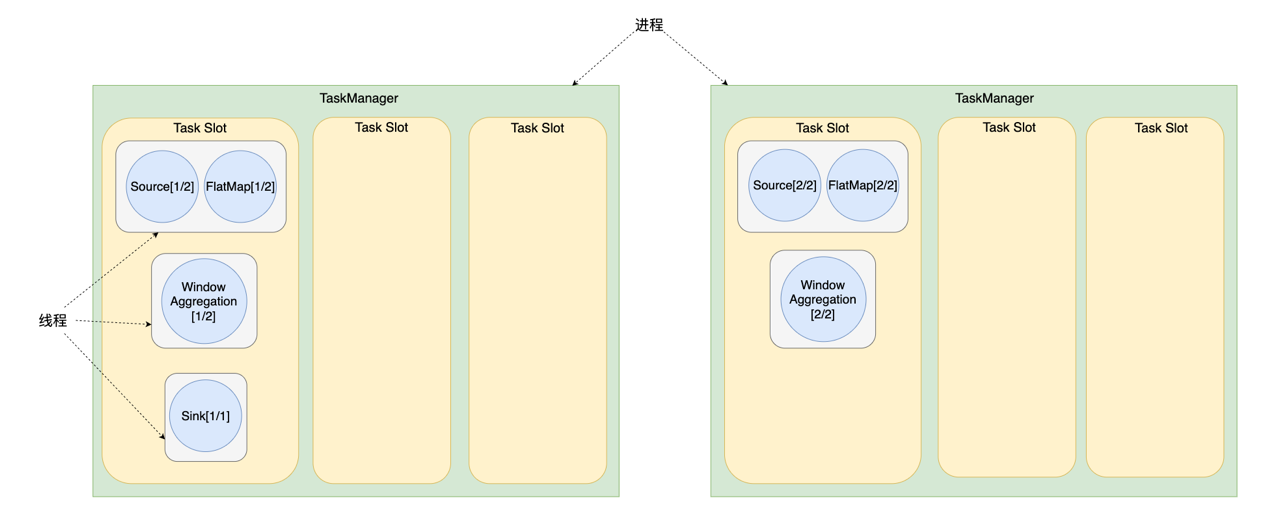 进程
TaskManager
Task Slot
Task Slot
Task Slot
Source[1/2]
FlatMap[1/2]
Window
Aggregation
[1/2]
Sink[1/1]
线程
TaskManager
Task Slot
Task Slot
Task Slot
Source[2/2]
FlatMap[2/2]
Window
Aggregation
[2/2]